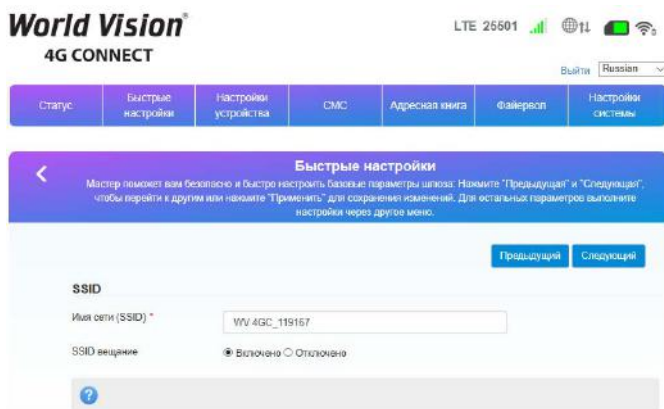 World Vision®
4G CONNECT
LTE 25501
Выйти Russian
Статус Быстрые настройки Настройки устройства СМС Адресная книга Файервол Настройки системы
Быстрые настройки
Мастер поможет вам безопасно и быстро настроить базовые параметры шлюза: Нажмите "Предыдущая" и "Следующая",
чтобы перейти к другим или нажмите "Применить" для сохранения изменений. Для остальных параметров выполните
настройки через другое меню.
Предыдущий Следующий
SSID
Имя сети (SSID) *
WV 4GC_119167
SSID вещание Включено Отключено
?